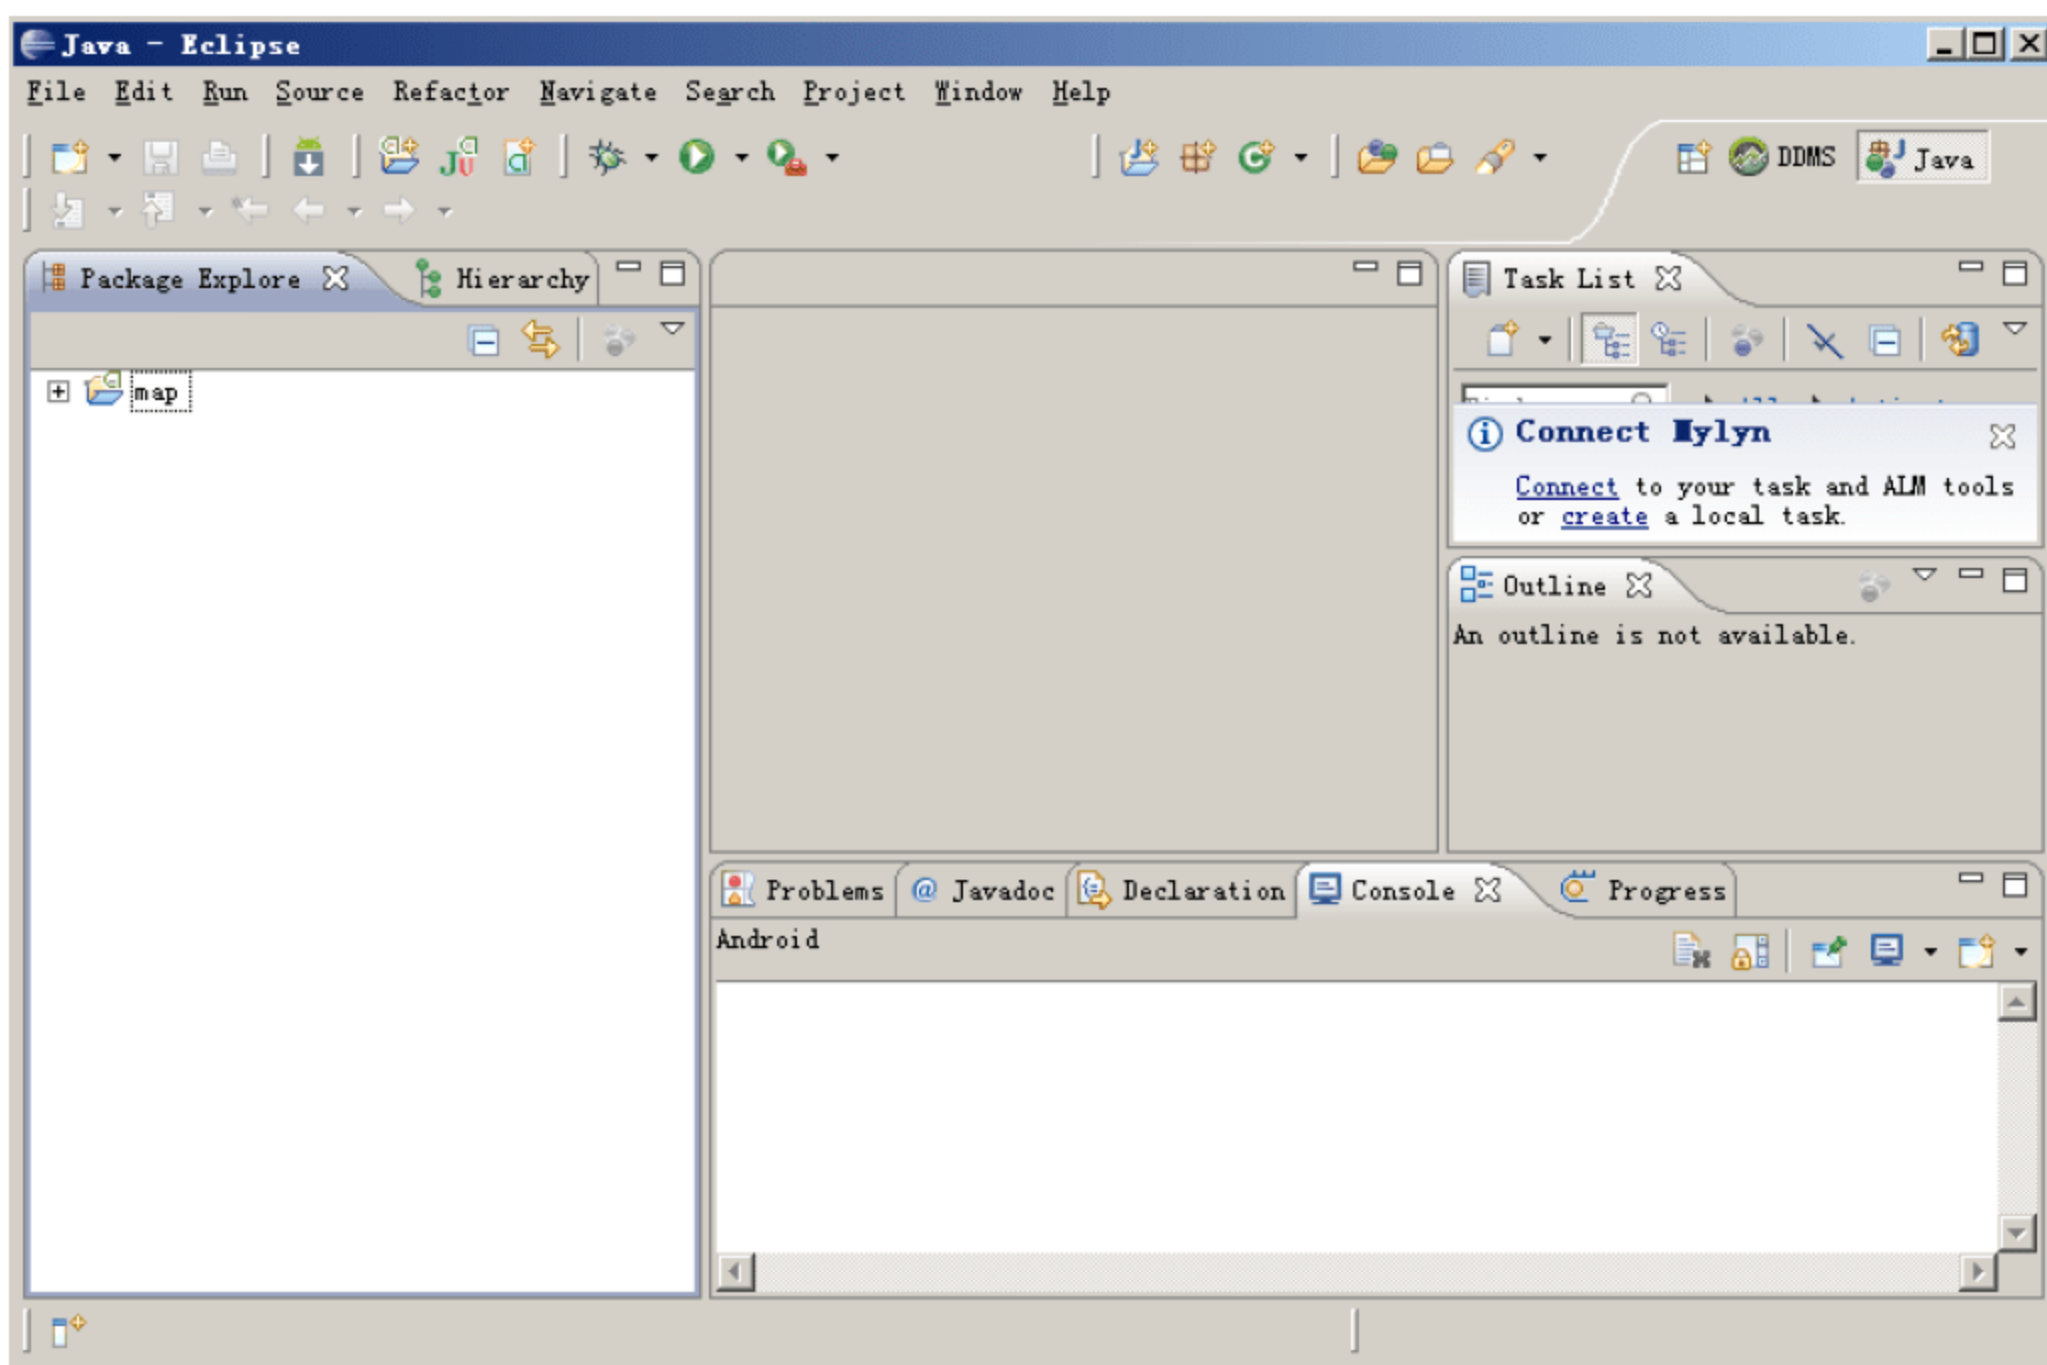 Java - Eclipse
File Edit Run Source Refactor Navigate Search Project Window Help
DDMS Java
Package Explore Hierarchy
Task List
map
Connect Mylyn
Connect to your task and ALM tools
or create a local task.
Outline
An outline is not available.
Problems @ Javadoc Declaration Console Progress
Android